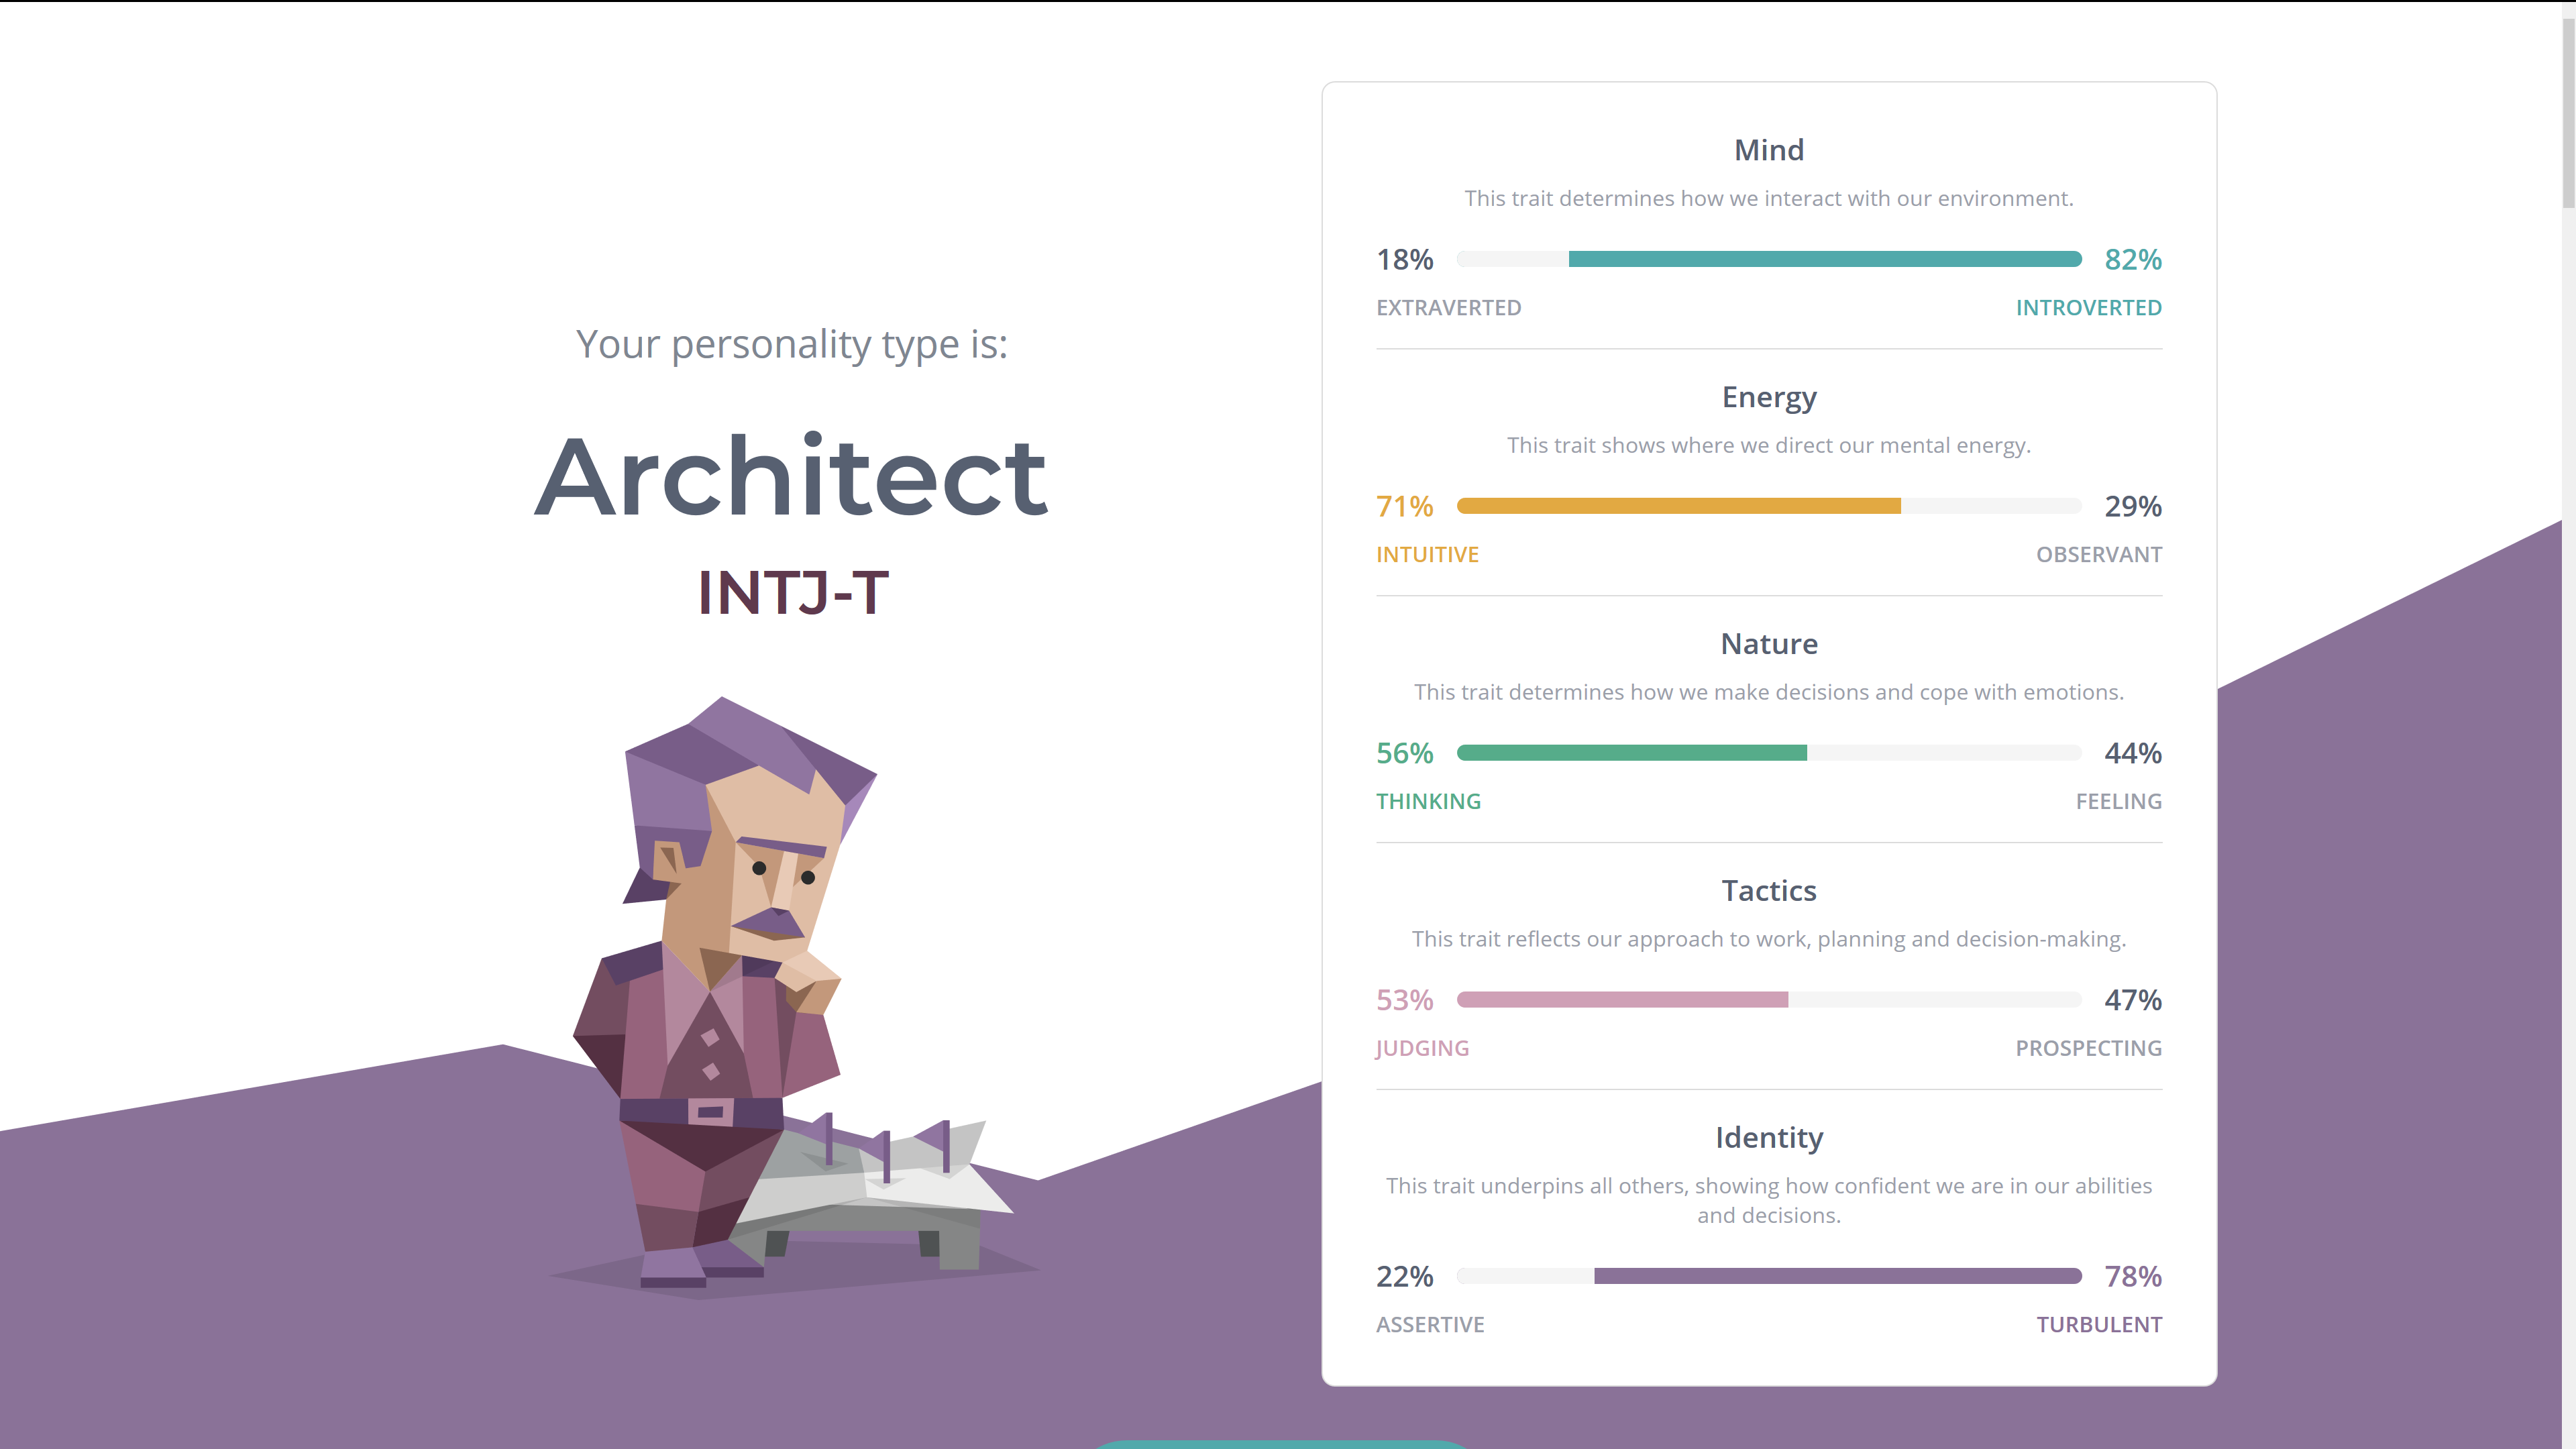 Your personality type is:
Architect
INTJ-T
Mind
This trait determines how we interact with our environment.
18% 82%
EXTRAVERTED INTROVERTED
Energy
This trait shows where we direct our mental energy.
71% 29%
INTUITIVE OBSERVANT
Nature
This trait determines how we make decisions and cope with emotions.
56% 44%
THINKING FEELING
Tactics
This trait reflects our approach to work, planning and decision-making.
53% 47%
JUDGING PROSPECTING
Identity
This trait underpins all others, showing how confident we are in our abilities
and decisions.
22% 78%
ASSERTIVE TURBULENT